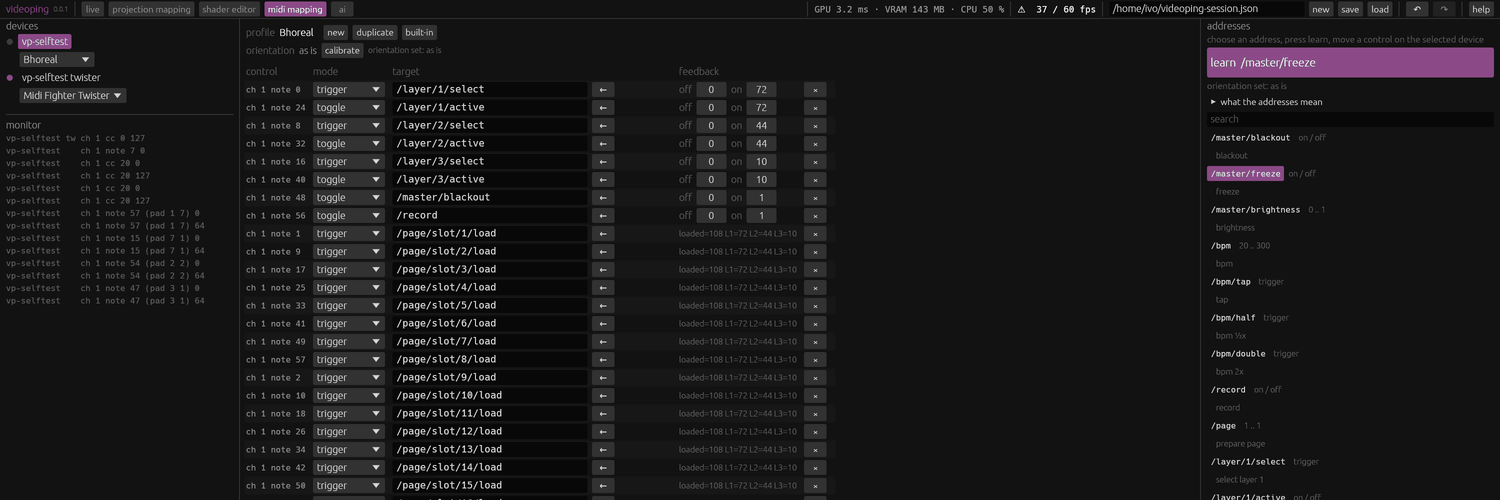 videoping 0.0.1 live projection mapping shader editor midi mapping ai GPU 3.2 ms · VRAM 143 MB · CPU 50 % ⚠ 37 / 60 fps /home/ivo/videoping-session.json new save load ↶ ↷ help
devices
vp-selftest
Bhoreal ▼
vp-selftest twister
Midi Fighter Twister ▼
monitor
vp-selftest tw ch 1 cc 0 127
vp-selftest ch 1 note 7 0
vp-selftest ch 1 cc 20 0
vp-selftest ch 1 cc 20 127
vp-selftest ch 1 cc 20 0
vp-selftest ch 1 cc 20 127
vp-selftest ch 1 note 57 (pad 1 7) 0
vp-selftest ch 1 note 57 (pad 1 7) 64
vp-selftest ch 1 note 15 (pad 7 1) 0
vp-selftest ch 1 note 15 (pad 7 1) 64
vp-selftest ch 1 note 54 (pad 2 2) 0
vp-selftest ch 1 note 54 (pad 2 2) 64
vp-selftest ch 1 note 47 (pad 3 1) 0
vp-selftest ch 1 note 47 (pad 3 1) 64
profile Bhoreal new duplicate built-in
orientation as is calibrate orientation set: as is
control mode target feedback
ch 1 note 0 trigger ▼ /layer/1/select ← off 0 on 72 ×
ch 1 note 24 toggle ▼ /layer/1/active ← off 0 on 72 ×
ch 1 note 8 trigger ▼ /layer/2/select ← off 0 on 44 ×
ch 1 note 32 toggle ▼ /layer/2/active ← off 0 on 44 ×
ch 1 note 16 trigger ▼ /layer/3/select ← off 0 on 10 ×
ch 1 note 40 toggle ▼ /layer/3/active ← off 0 on 10 ×
ch 1 note 48 toggle ▼ /master/blackout ← off 0 on 1 ×
ch 1 note 56 toggle ▼ /record ← off 0 on 1 ×
ch 1 note 1 trigger ▼ /page/slot/1/load ← loaded=108 L1=72 L2=44 L3=10 ×
ch 1 note 9 trigger ▼ /page/slot/2/load ← loaded=108 L1=72 L2=44 L3=10 ×
ch 1 note 17 trigger ▼ /page/slot/3/load ← loaded=108 L1=72 L2=44 L3=10 ×
ch 1 note 25 trigger ▼ /page/slot/4/load ← loaded=108 L1=72 L2=44 L3=10 ×
ch 1 note 33 trigger ▼ /page/slot/5/load ← loaded=108 L1=72 L2=44 L3=10 ×
ch 1 note 41 trigger ▼ /page/slot/6/load ← loaded=108 L1=72 L2=44 L3=10 ×
ch 1 note 49 trigger ▼ /page/slot/7/load ← loaded=108 L1=72 L2=44 L3=10 ×
ch 1 note 57 trigger ▼ /page/slot/8/load ← loaded=108 L1=72 L2=44 L3=10 ×
ch 1 note 2 trigger ▼ /page/slot/9/load ← loaded=108 L1=72 L2=44 L3=10 ×
ch 1 note 10 trigger ▼ /page/slot/10/load ← loaded=108 L1=72 L2=44 L3=10 ×
ch 1 note 18 trigger ▼ /page/slot/11/load ← loaded=108 L1=72 L2=44 L3=10 ×
ch 1 note 26 trigger ▼ /page/slot/12/load ← loaded=108 L1=72 L2=44 L3=10 ×
ch 1 note 34 trigger ▼ /page/slot/13/load ← loaded=108 L1=72 L2=44 L3=10 ×
ch 1 note 42 trigger ▼ /page/slot/14/load ← loaded=108 L1=72 L2=44 L3=10 ×
ch 1 note 50 trigger ▼ /page/slot/15/load ← loaded=108 L1=72 L2=44 L3=10 ×
addresses
choose an address, press learn, move a control on the selected device
learn /master/freeze
orientation set: as is
▸ what the addresses mean
search
/master/blackout on / off
blackout
/master/freeze on / off
freeze
/master/brightness 0 .. 1
brightness
/bpm 20 .. 300
bpm
/bpm/tap trigger
tap
/bpm/half trigger
bpm ½x
/bpm/double trigger
bpm 2x
/record on / off
record
/page 1 .. 1
prepare page
/layer/1/select trigger
select layer 1
/layer/1/active on / off